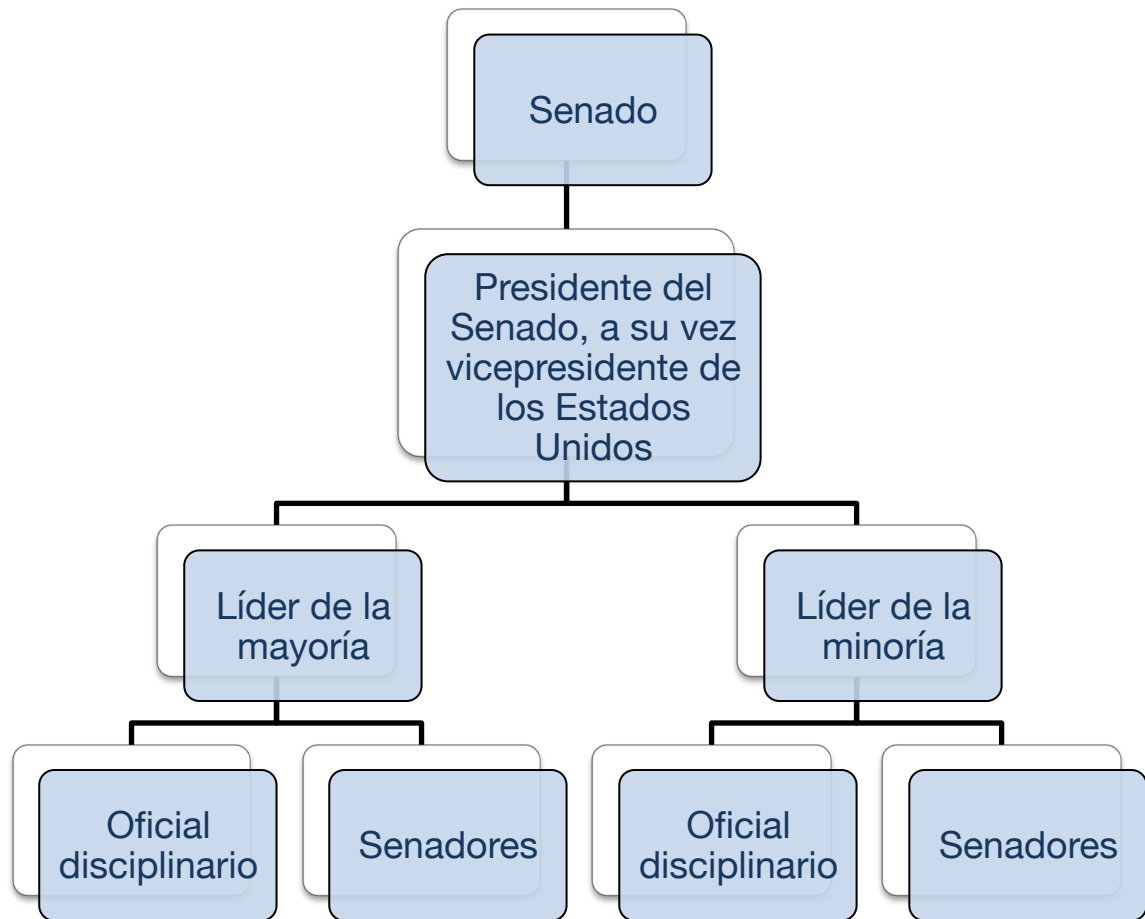 Senado
Presidente del
Senado, a su vez
vicepresidente de
los Estados
Unidos
Líder de la
mayoría
Líder de la
minoría
Oficial
disciplinario
Senadores
Oficial
disciplinario
Senadores